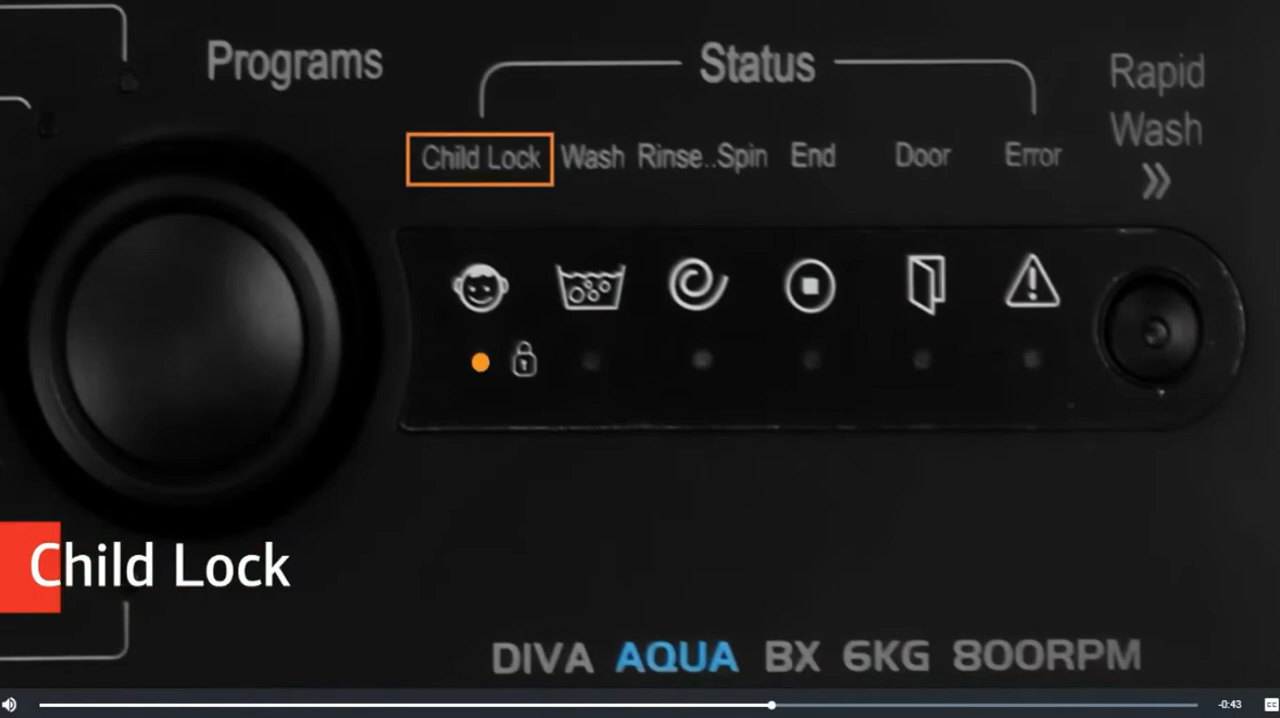 Programs
Status
Rapid
Wash
Child Lock
Wash
Rinse..Spin
End
Door
Error
Child Lock
DIVA AQUA BX 6KG 800RPM
-0:43
CC